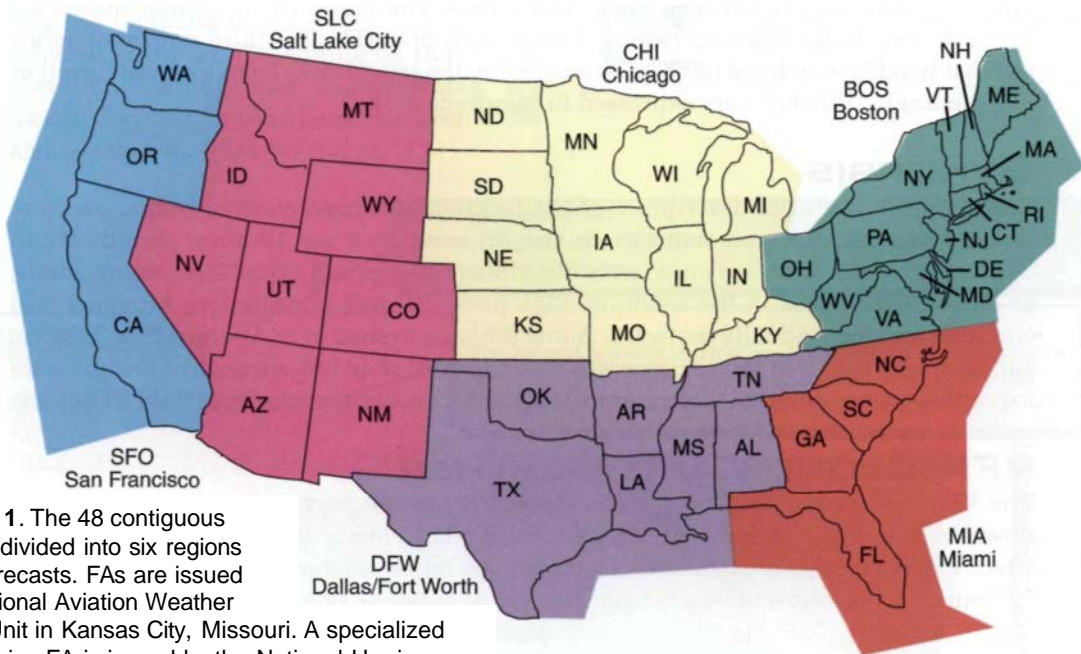 SLC
Salt Lake City
CHI
Chicago
NH
VT
BOS
Boston
WA
MT
ND
MN
ME
OR
ID
SD
WI
MI
NY
MA
RI
WY
IA
PA
NJ
CT
NV
NE
IL
IN
OH
DE
UT
CO
WV
MD
CA
KS
MO
KY
VA
NC
TN
AZ
NM
OK
AR
SC
SFO
San Francisco
MS
AL
GA
TX
LA
1. The 48 contiguous
divided into six regions
recasts. FAs are issued
ional Aviation Weather
Unit in Kansas City, Missouri. A specialized
DFW
Dallas/Fort Worth
FL
MIA
Miami